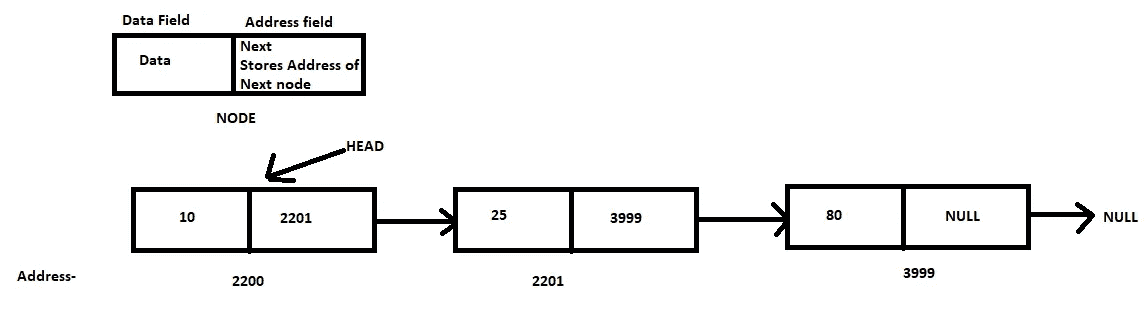 Data Field
Address field
Data
Next
Stores Address of
Next node
NODE
HEAD
10
2201
25
3999
80
NULL
NULL
Address-
2200
2201
3999